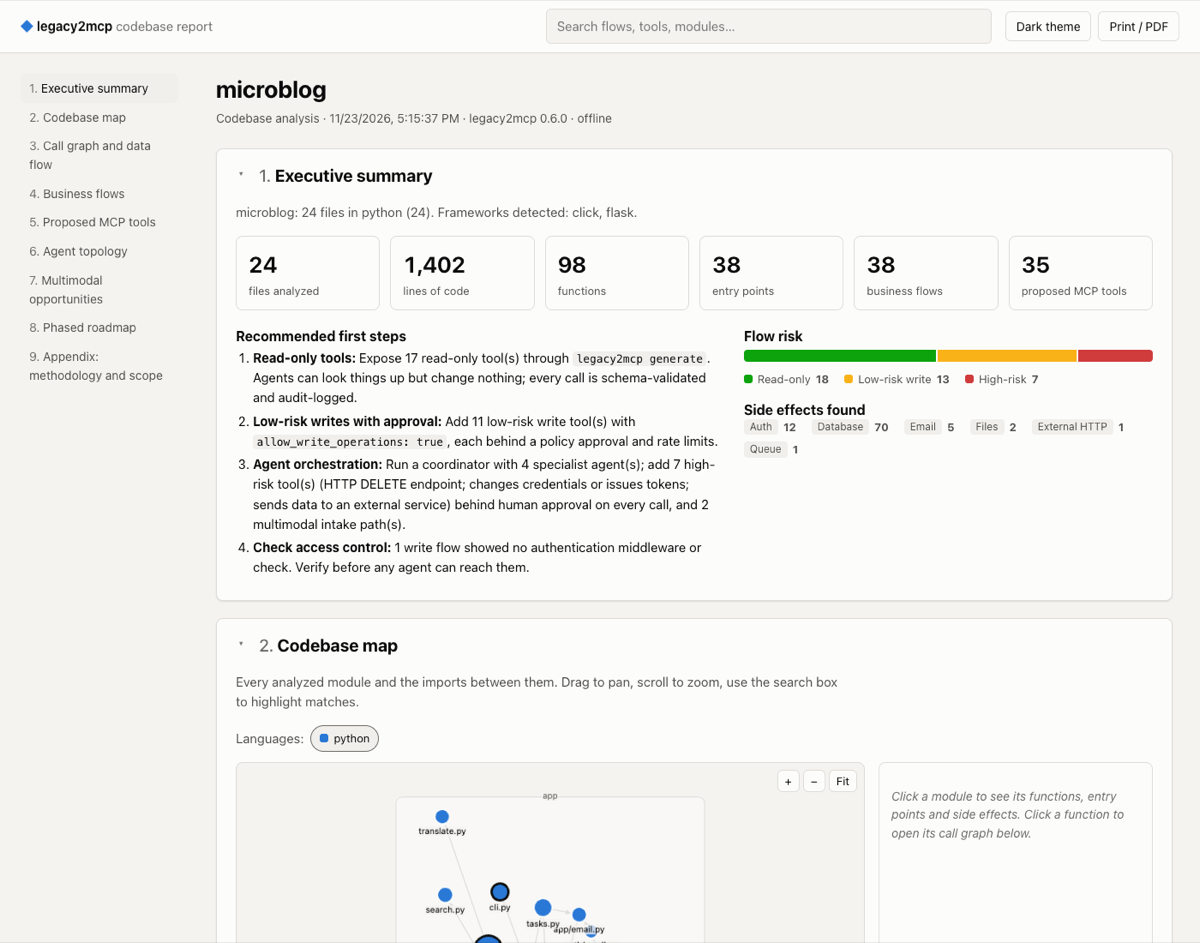 legacy2mcp codebase report
Search flows, tools, modules...
Dark theme
Print / PDF
1. Executive summary
2. Codebase map
3. Call graph and data
flow
4. Business flows
5. Proposed MCP tools
6. Agent topology
7. Multimodal
opportunities
8. Phased roadmap
9. Appendix:
methodology and scope
microblog
Codebase analysis · 11/23/2026, 5:15:37 PM · legacy2mcp 0.6.0 · offline
1. Executive summary
microblog: 24 files in python (24). Frameworks detected: click, flask.
24
files analyzed
1,402
lines of code
98
functions
38
entry points
38
business flows
35
proposed MCP tools
Recommended first steps
1. Read-only tools: Expose 17 read-only tool(s) through legacy2mcp generate .
Agents can look things up but change nothing; every call is schema-validated
and audit-logged.
2. Low-risk writes with approval: Add 11 low-risk write tool(s) with
allow_write_operations: true , each behind a policy approval and rate limits.
3. Agent orchestration: Run a coordinator with 4 specialist agent(s); add 7 high-
risk tool(s) (HTTP DELETE endpoint; changes credentials or issues tokens;
sends data to an external service) behind human approval on every call, and 2
multimodal intake path(s).
4. Check access control: 1 write flow showed no authentication middleware or
check. Verify before any agent can reach them.
Flow risk
Read-only 18 Low-risk write 13 High-risk 7
Side effects found
Auth 12 Database 70 Email 5 Files 2 External HTTP 1
Queue 1
2. Codebase map
Every analyzed module and the imports between them. Drag to pan, scroll to zoom, use the search box
to highlight matches.
Languages: python
+ − Fit
app
translate.py
search.py
cli.py
tasks.py
app/email.py
Click a module to see its functions, entry
points and side effects. Click a function to
open its call graph below.